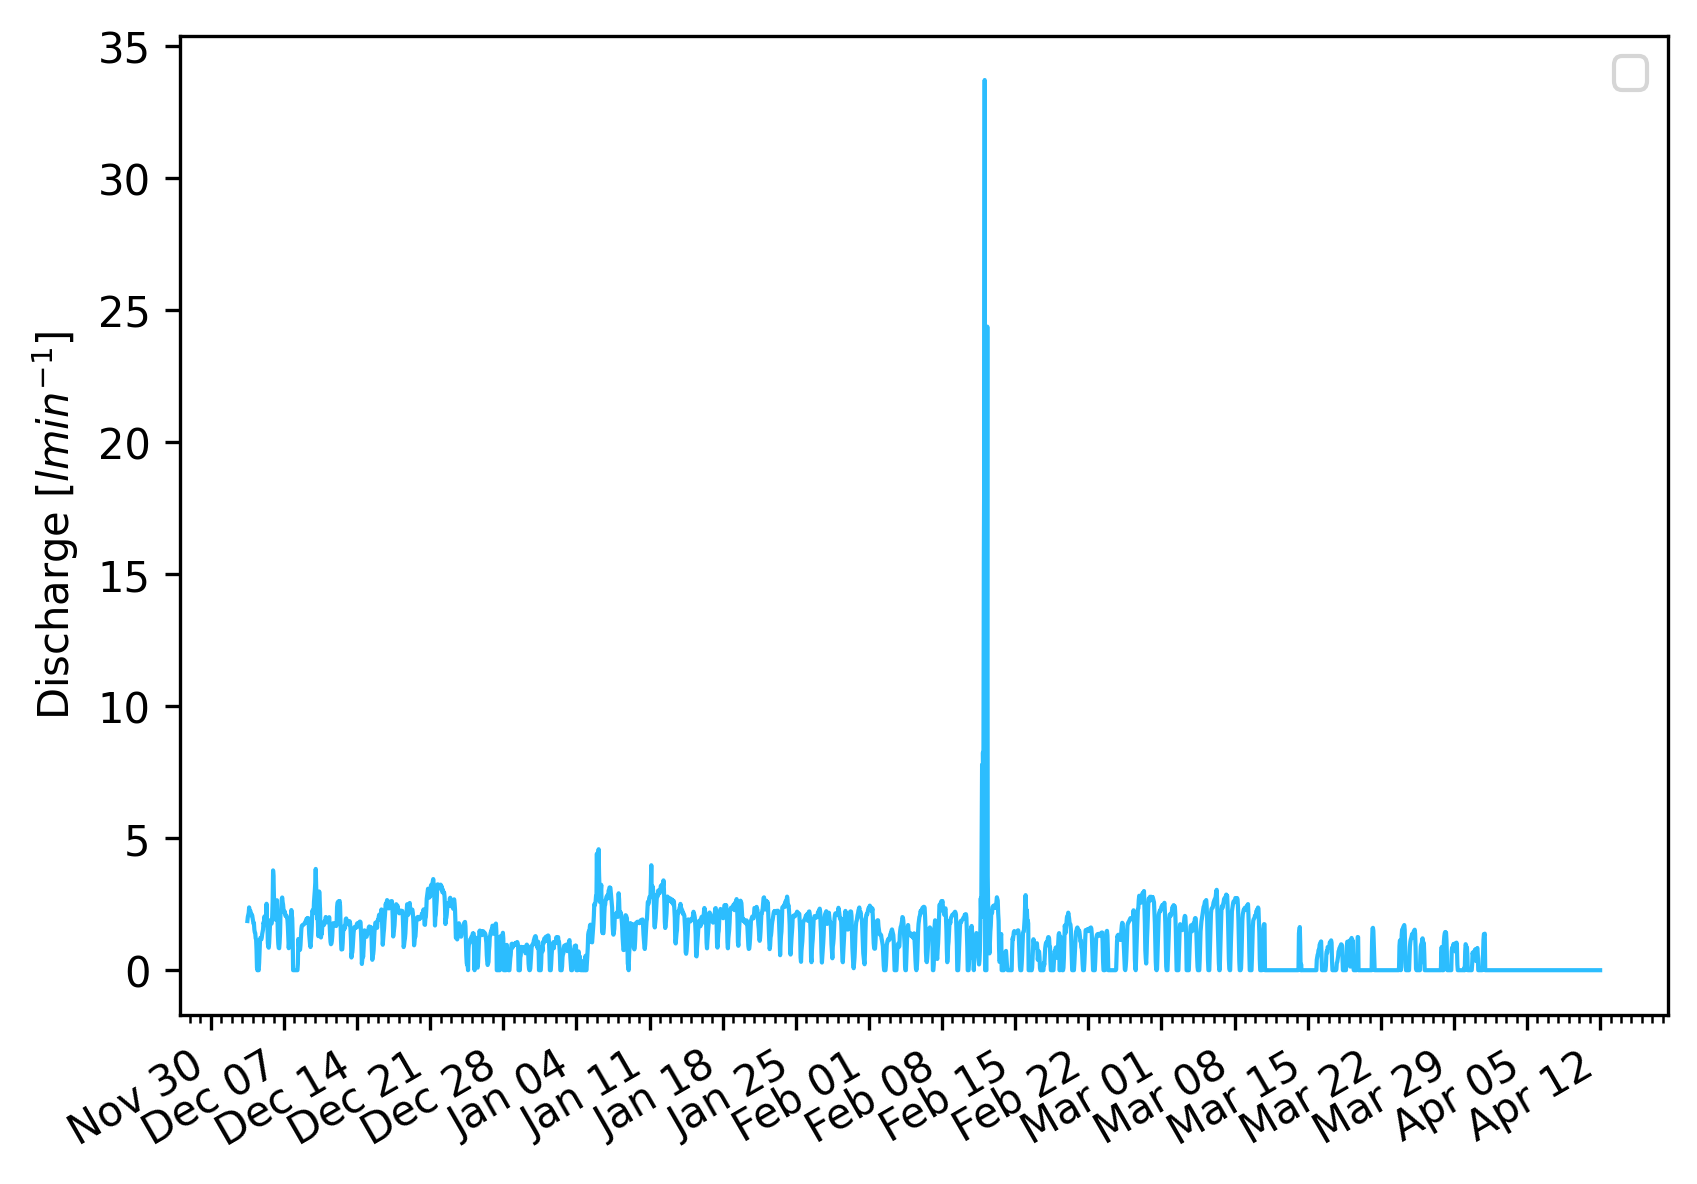 35
30
25
20
15
10
5
0
Discharge [lmin⁻¹]
Nov 30
Dec 07
Dec 14
Dec 21
Dec 28
Jan 04
Jan 11
Jan 18
Jan 25
Feb 01
Feb 08
Feb 15
Feb 22
Mar 01
Mar 08
Mar 15
Mar 22
Mar 29
Apr 05
Apr 12